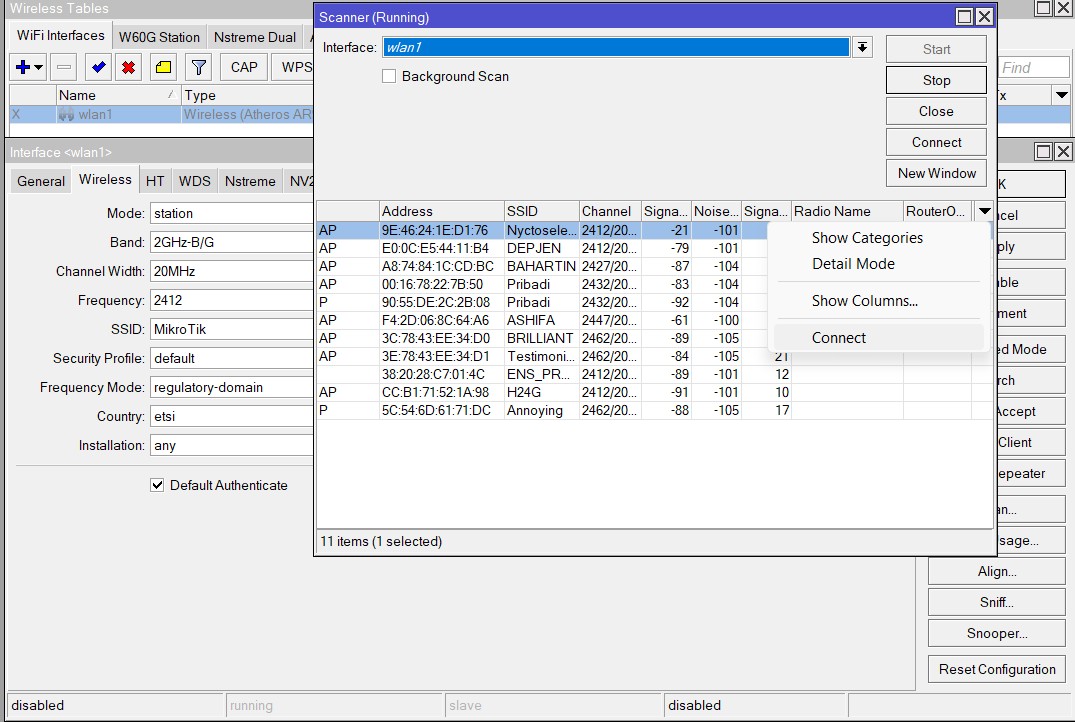 Wireless Tables
WiFi Interfaces W60G Station Nstreme Dual
CAP WPS
Find
Name Type
X wlan1 Wireless (Atheros AR
Scanner (Running)
Interface: wlan1
Background Scan
Start
Stop
Close
Connect
New Window
Address SSID Channel Signa... Noise... Signa... Radio Name RouterO...
AP 9E:46:24:1E:D1:76 Nyctosele... 2412/20... -21 -101
AP E0:0C:E5:44:11:B4 DEPJEN 2412/20... -79 -101
AP A8:74:84:1C:CD:BC BAHARTIN 2427/20... -87 -104
AP 00:16:78:22:7B:50 Pribadi 2432/20... -83 -104
P 90:55:DE:2C:2B:08 Pribadi 2432/20... -92 -104
AP F4:2D:06:8C:64:A6 ASHIFA 2447/20... -61 -100
AP 3C:78:43:EE:34:D0 BRILLIANT 2462/20... -89 -105
AP 3E:78:43:EE:34:D1 Testimoni... 2462/20... -84 -105 21
38:20:28:C7:01:4C ENS_PR... 2412/20... -89 -101 12
AP CC:B1:71:52:1A:98 H24G 2412/20... -91 -101 10
P 5C:54:6D:61:71:DC Annoying 2462/20... -88 -105 17
Show Categories
Detail Mode
Show Columns...
Connect
11 items (1 selected)
Interface <wlan1>
General Wireless HT WDS Nstreme NV2
Mode: station
Band: 2GHz-B/G
Channel Width: 20MHz
Frequency: 2412
SSID: MikroTik
Security Profile: default
Frequency Mode: regulatory-domain
Country: etsi
Installation: any
Default Authenticate
Accept
Client
Align...
Sniff...
Snooper...
Reset Configuration
disabled running slave disabled